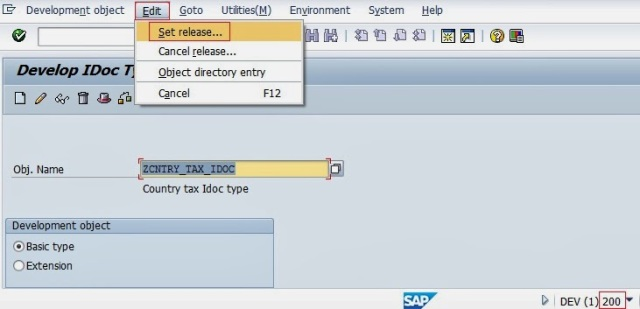 Development object Edit Goto Utilities(M) Environment System Help
Set release...
Cancel release...
Object directory entry
Cancel F12
Develop IDoc T
Obj. Name ZCNTRY_TAX_IDOC
Country tax Idoc type
Development object
Basic type
Extension
SAP DEV (1) 200